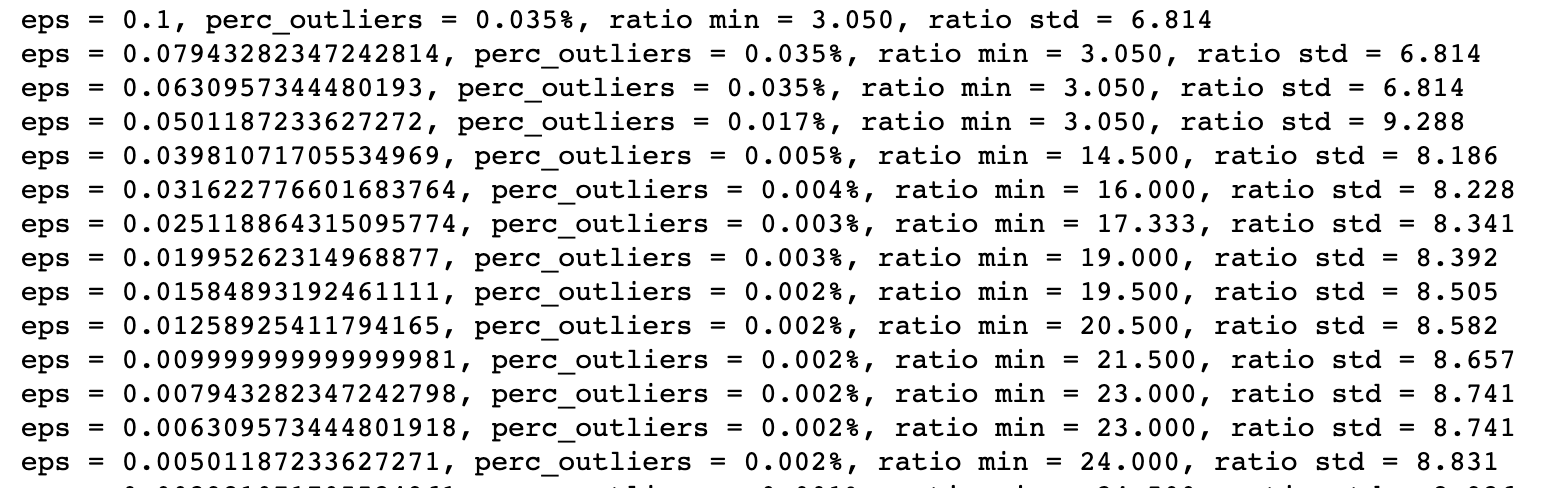 eps = 0.1, perc_outliers = 0.035%, ratio min = 3.050, ratio std = 6.814
eps = 0.07943282347242814, perc_outliers = 0.035%, ratio min = 3.050, ratio std = 6.814
eps = 0.0630957344480193, perc_outliers = 0.035%, ratio min = 3.050, ratio std = 6.814
eps = 0.0501187233627272, perc_outliers = 0.017%, ratio min = 3.050, ratio std = 9.288
eps = 0.03981071705534969, perc_outliers = 0.005%, ratio min = 14.500, ratio std = 8.186
eps = 0.031622776601683764, perc_outliers = 0.004%, ratio min = 16.000, ratio std = 8.228
eps = 0.025118864315095774, perc_outliers = 0.003%, ratio min = 17.333, ratio std = 8.341
eps = 0.01995262314968877, perc_outliers = 0.003%, ratio min = 19.000, ratio std = 8.392
eps = 0.01584893192461111, perc_outliers = 0.002%, ratio min = 19.500, ratio std = 8.505
eps = 0.01258925411794165, perc_outliers = 0.002%, ratio min = 20.500, ratio std = 8.582
eps = 0.009999999999999981, perc_outliers = 0.002%, ratio min = 21.500, ratio std = 8.657
eps = 0.007943282347242798, perc_outliers = 0.002%, ratio min = 23.000, ratio std = 8.741
eps = 0.006309573444801918, perc_outliers = 0.002%, ratio min = 23.000, ratio std = 8.741
eps = 0.00501187233627271, perc_outliers = 0.002%, ratio min = 24.000, ratio std = 8.831